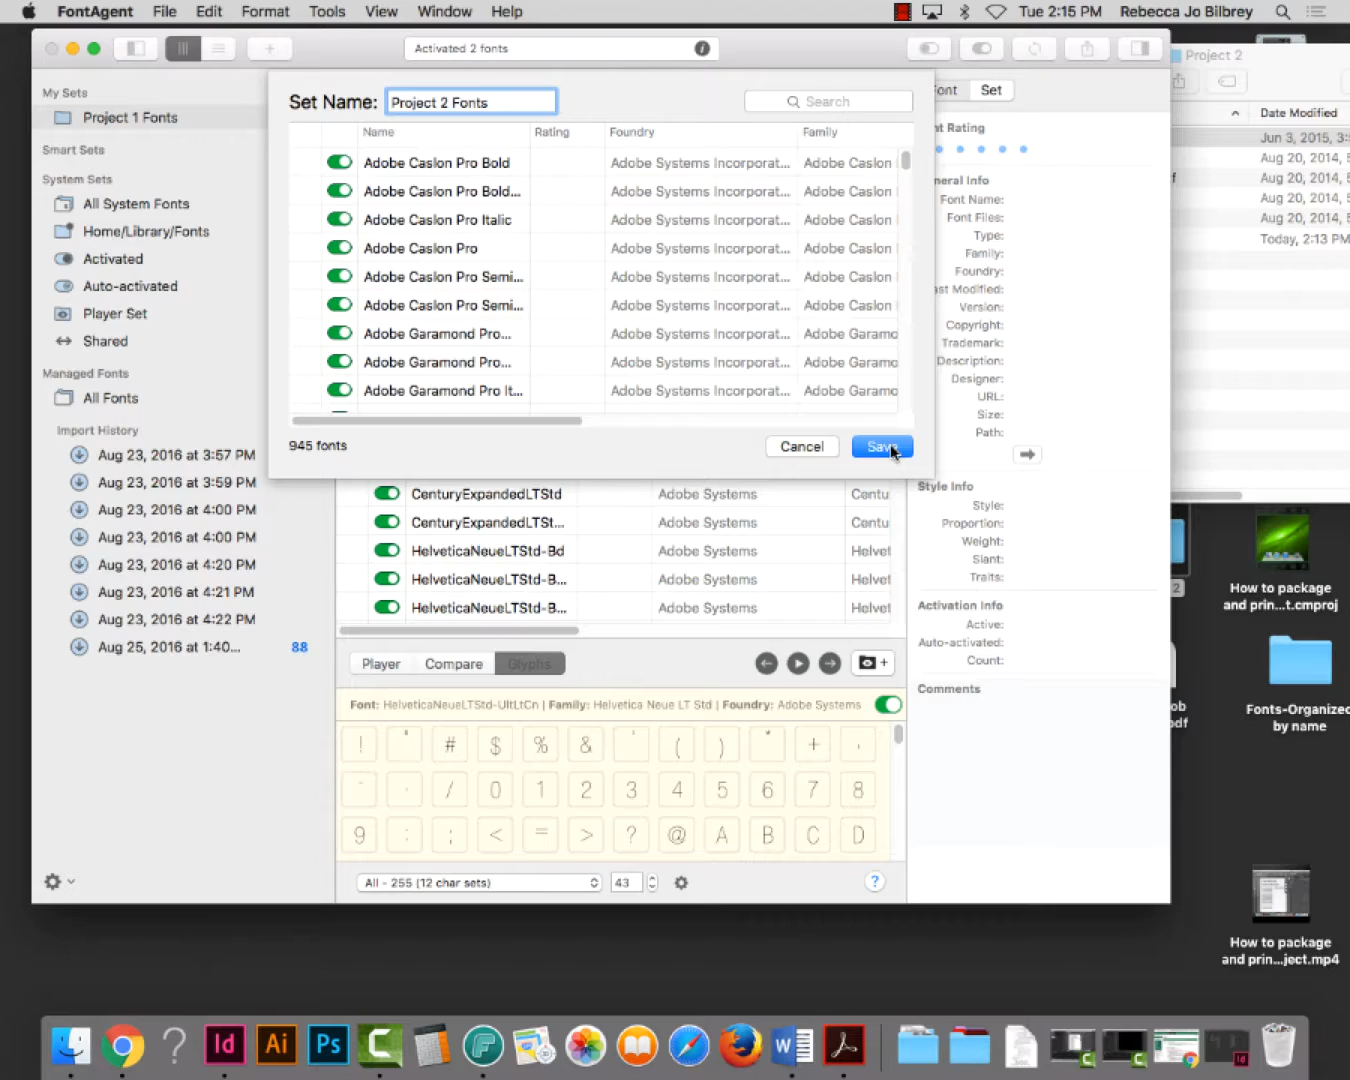 FontAgent File Edit Format Tools View Window Help Tue 2:15 PM Rebecca Jo Bilbrey
Activated 2 fonts
Project 2
My Sets
Project 1 Fonts
Smart Sets
System Sets
All System Fonts
Home/Library/Fonts
Activated
Auto-activated
Player Set
Shared
Managed Fonts
All Fonts
Import History
Aug 23, 2016 at 3:57 PM
Aug 23, 2016 at 3:59 PM
Aug 23, 2016 at 4:00 PM
Aug 23, 2016 at 4:00 PM
Aug 23, 2016 at 4:20 PM
Aug 23, 2016 at 4:21 PM
Aug 23, 2016 at 4:22 PM
Aug 25, 2016 at 1:40... 88
Set Name: Project 2 Fonts Search
Name Rating Foundry Family
Adobe Caslon Pro Bold Adobe Systems Incorporat... Adobe Caslon
Adobe Caslon Pro Bold... Adobe Systems Incorporat... Adobe Caslon
Adobe Caslon Pro Italic Adobe Systems Incorporat... Adobe Caslon
Adobe Caslon Pro Adobe Systems Incorporat... Adobe Caslon
Adobe Caslon Pro Semi... Adobe Systems Incorporat... Adobe Caslon
Adobe Caslon Pro Semi... Adobe Systems Incorporat... Adobe Caslon
Adobe Garamond Pro... Adobe Systems Incorporat... Adobe Garamo
Adobe Garamond Pro... Adobe Systems Incorporat... Adobe Garamo
Adobe Garamond Pro It... Adobe Systems Incorporat... Adobe Garamo
945 fonts Cancel Save
CenturyExpandedLTStd Adobe Systems Centu
CenturyExpandedLTSt... Adobe Systems Centu
HelveticaNeueLTStd-Bd Adobe Systems Helvet
HelveticaNeueLTStd-B... Adobe Systems Helvet
HelveticaNeueLTStd-B... Adobe Systems Helvet
Player Compare Glyphs
Font: HelveticaNeueLTStd-UltLtCn | Family: Helvetica Neue LT Std | Foundry: Adobe Systems
! " # $ % & ' ( ) * + ,
- . / 0 1 2 3 4 5 6 7 8
9 : ; < = > ? @ A B C D
All - 255 (12 char sets) 43 ?
ont Set
nt Rating
neral Info
Font Name:
Font Files:
Type:
Family:
Foundry:
ast Modified:
Version:
Copyright:
Trademark:
Description:
Designer:
URL:
Size:
Path:
Style Info
Style:
Proportion:
Weight:
Slant:
Traits:
Activation Info
Active:
Auto-activated:
Count:
Comments
Date Modified
Jun 3, 2015, 3:
Aug 20, 2014, 5
f Aug 20, 2014, 5
Aug 20, 2014, 5
Aug 20, 2014, 5
Today, 2:13 PM
2
How to package
and prin...t.cmproj
ob
df
Fonts-Organized
by name
How to package
and prin...ject.mp4
? Id Ai Ps C W